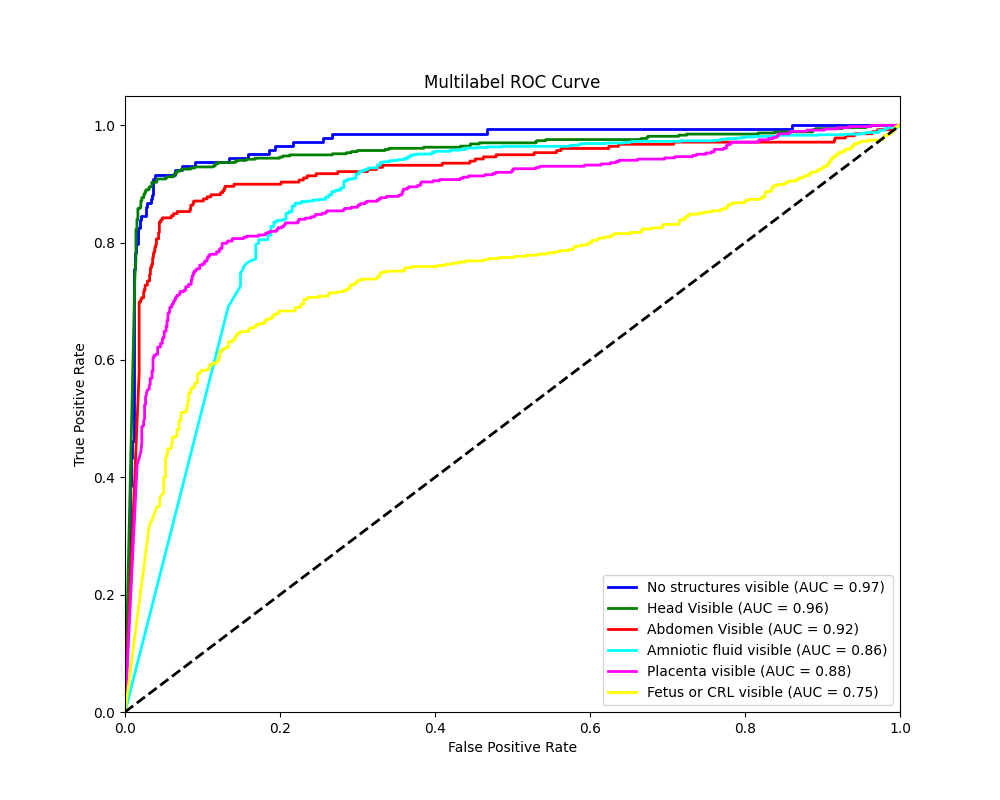 Multilabel ROC Curve
True Positive Rate
1.0
0.8
0.6
0.4
0.2
0.0
No structures visible (AUC = 0.97)
Head Visible (AUC = 0.96)
Abdomen Visible (AUC = 0.92)
Amniotic fluid visible (AUC = 0.86)
Placenta visible (AUC = 0.88)
Fetus or CRL visible (AUC = 0.75)
0.0 0.2 0.4 0.6 0.8 1.0
False Positive Rate